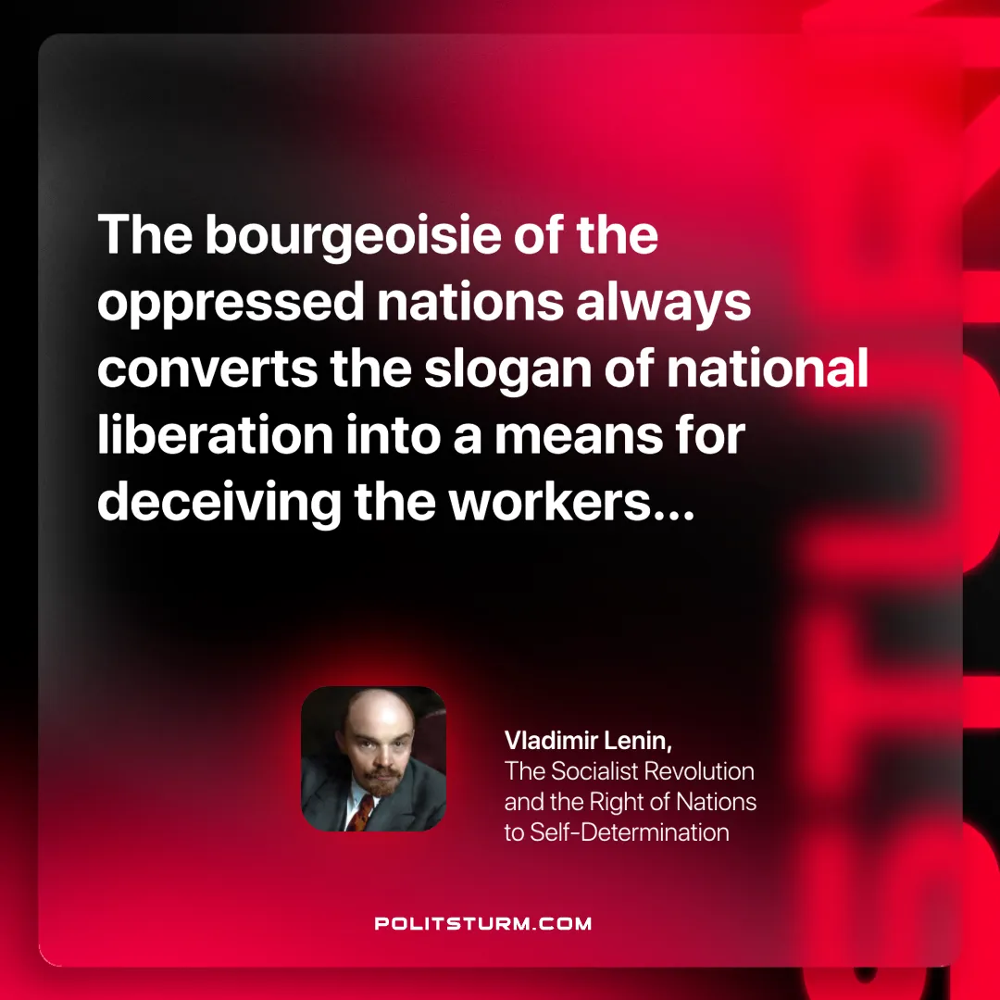 The bourgeoisie of the
oppressed nations always
converts the slogan of national
liberation into a means for
deceiving the workers...
Vladimir Lenin,
The Socialist Revolution
and the Right of Nations
to Self-Determination
POLITSTURM.COM